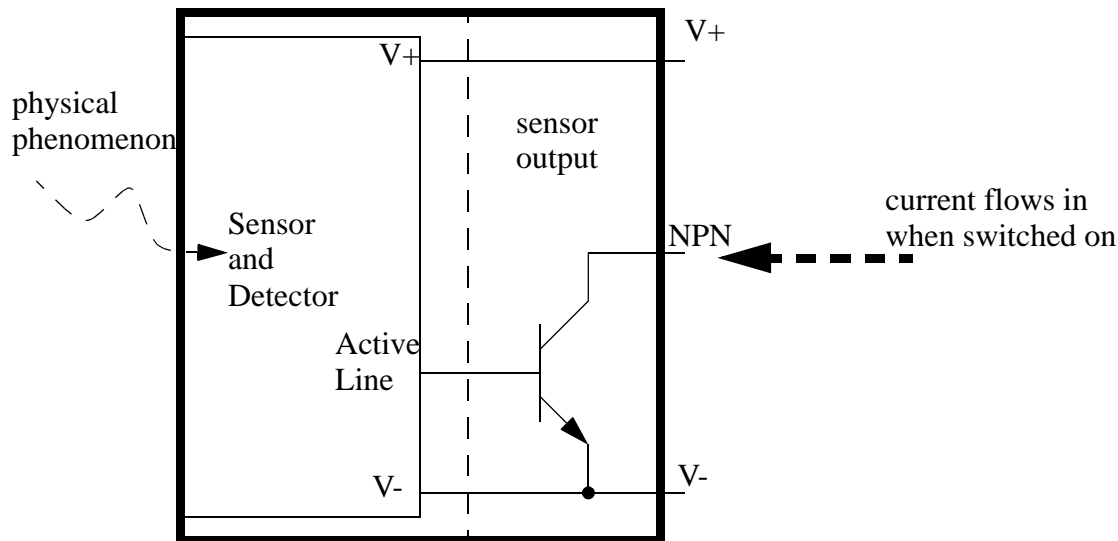 V+
V+
physical
phenomenon
sensor
output
current flows in
when switched on
NPN
Sensor
and
Detector
Active
Line
V-
V-